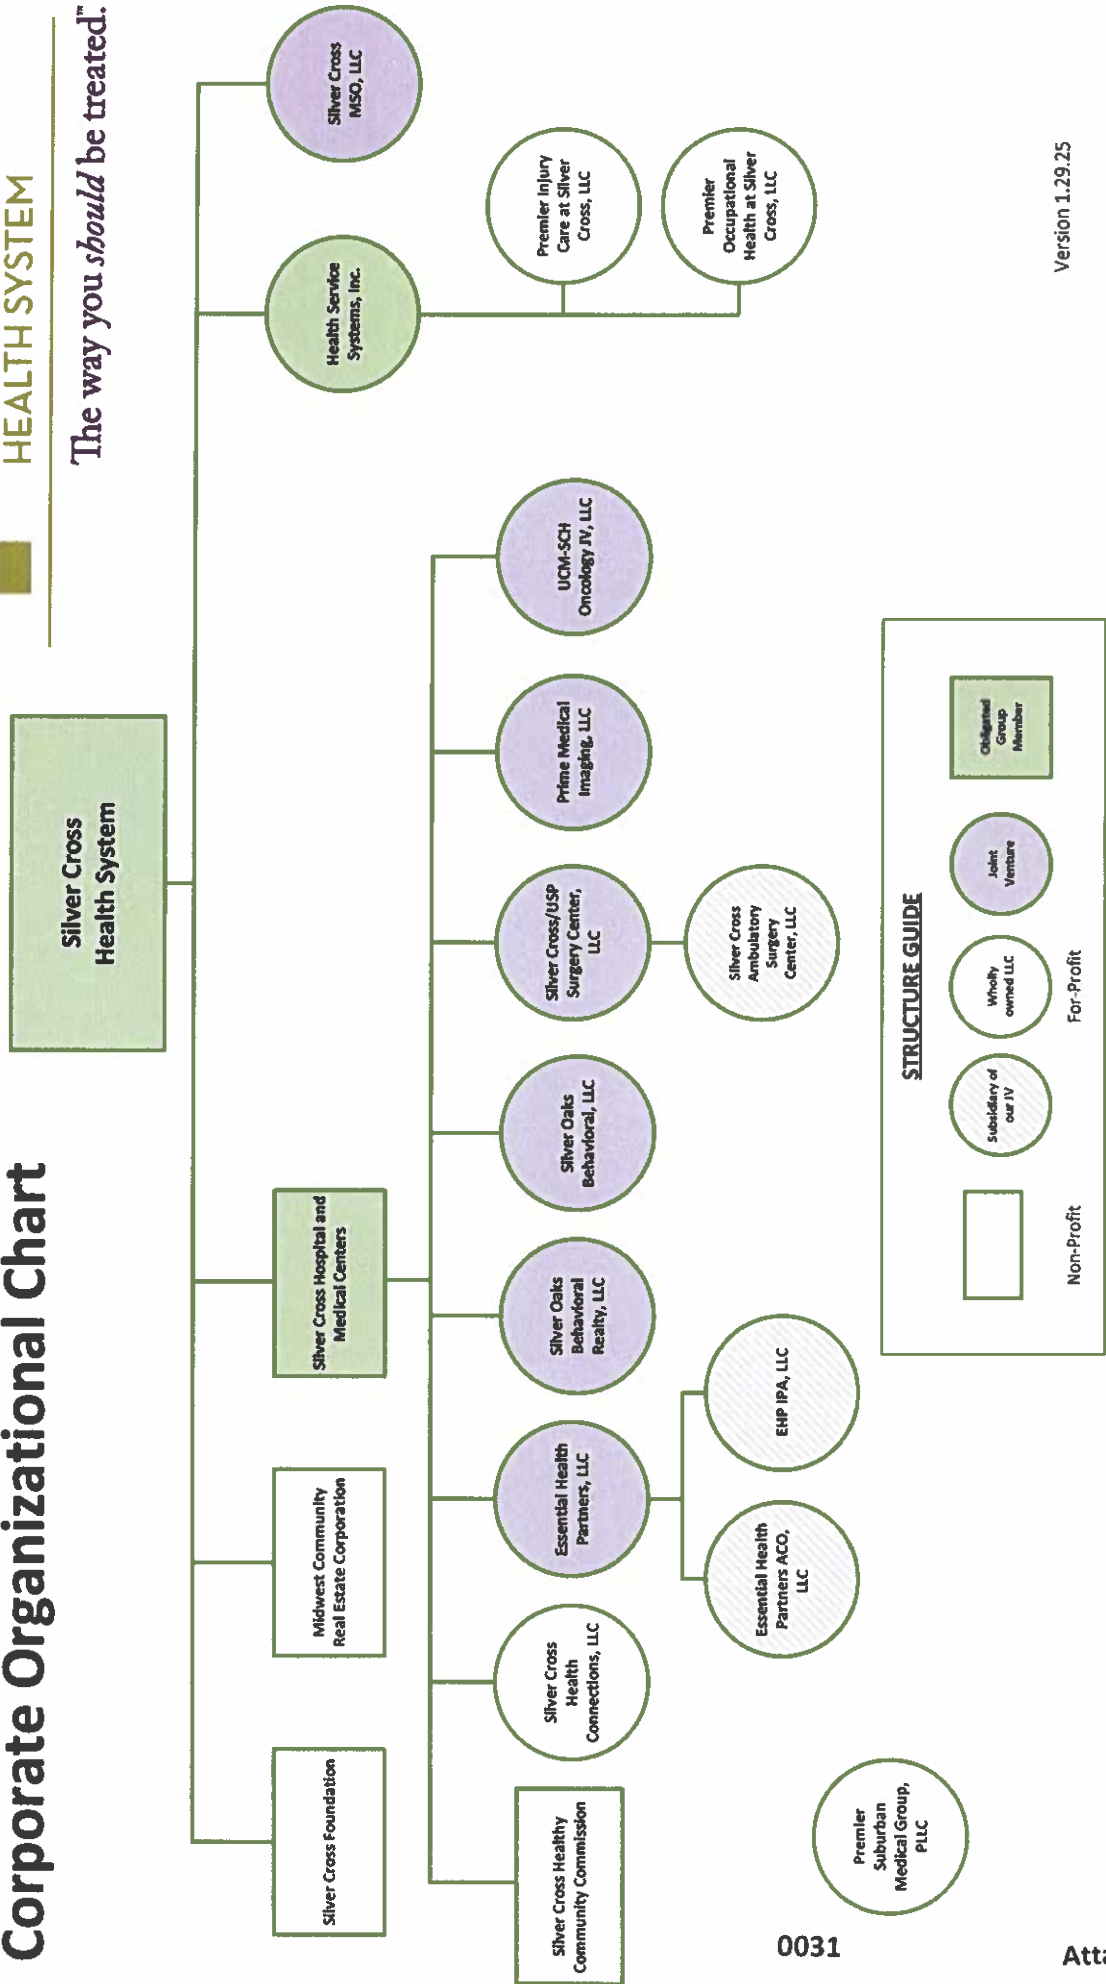 Corporate Organizational Chart
HEALTH SYSTEM
The way you should be treated.™
Silver Cross
Health System
Silver Cross Foundation
Midwest Community
Real Estate Corporation
Silver Cross Hospital and
Medical Centers
Health Service
Systems, Inc.
Silver Cross
MSO, LLC
Silver Cross Healthy
Community Commission
Silver Cross
Health
Connections, LLC
Essential Health
Partners, LLC
Silver Oaks
Behavioral
Realty, LLC
Silver Oaks
Behavioral, LLC
Silver Cross/USP
Surgery Center,
LLC
Prime Medical
Imaging, LLC
UCM-SCH
Oncology JV, LLC
Premier Injury
Care at Silver
Cross, LLC
Premier
Occupational
Health at Silver
Cross, LLC
Essential Health
Partners ACO,
LLC
EHP IPA, LLC
Silver Cross
Ambulatory
Surgery
Center, LLC
Premier
Suburban
Medical Group,
PLLC
STRUCTURE GUIDE
Subsidiary of
our JV
Wholly
owned LLC
Joint
Venture
Obligated
Group
Member
Non-Profit
For-Profit
Version 1.29.25
0031